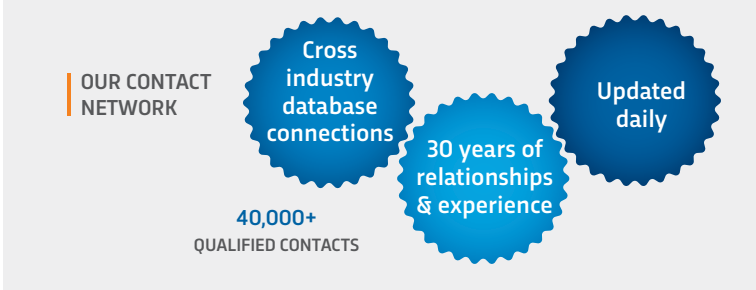 OUR CONTACT
NETWORK
Cross
industry
database
connections
30 years of
relationships
& experience
Updated
daily
40,000+
QUALIFIED CONTACTS